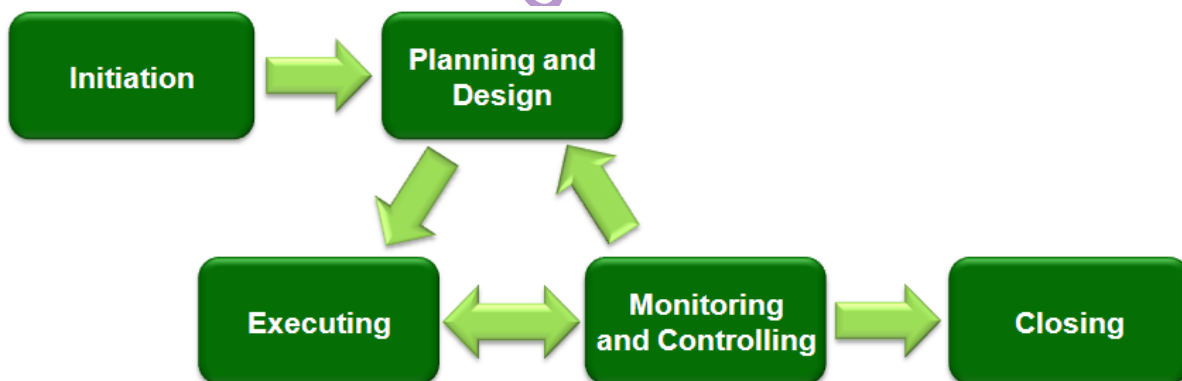 Initiation
Planning and
Design
Executing
Monitoring
and Controlling
Closing